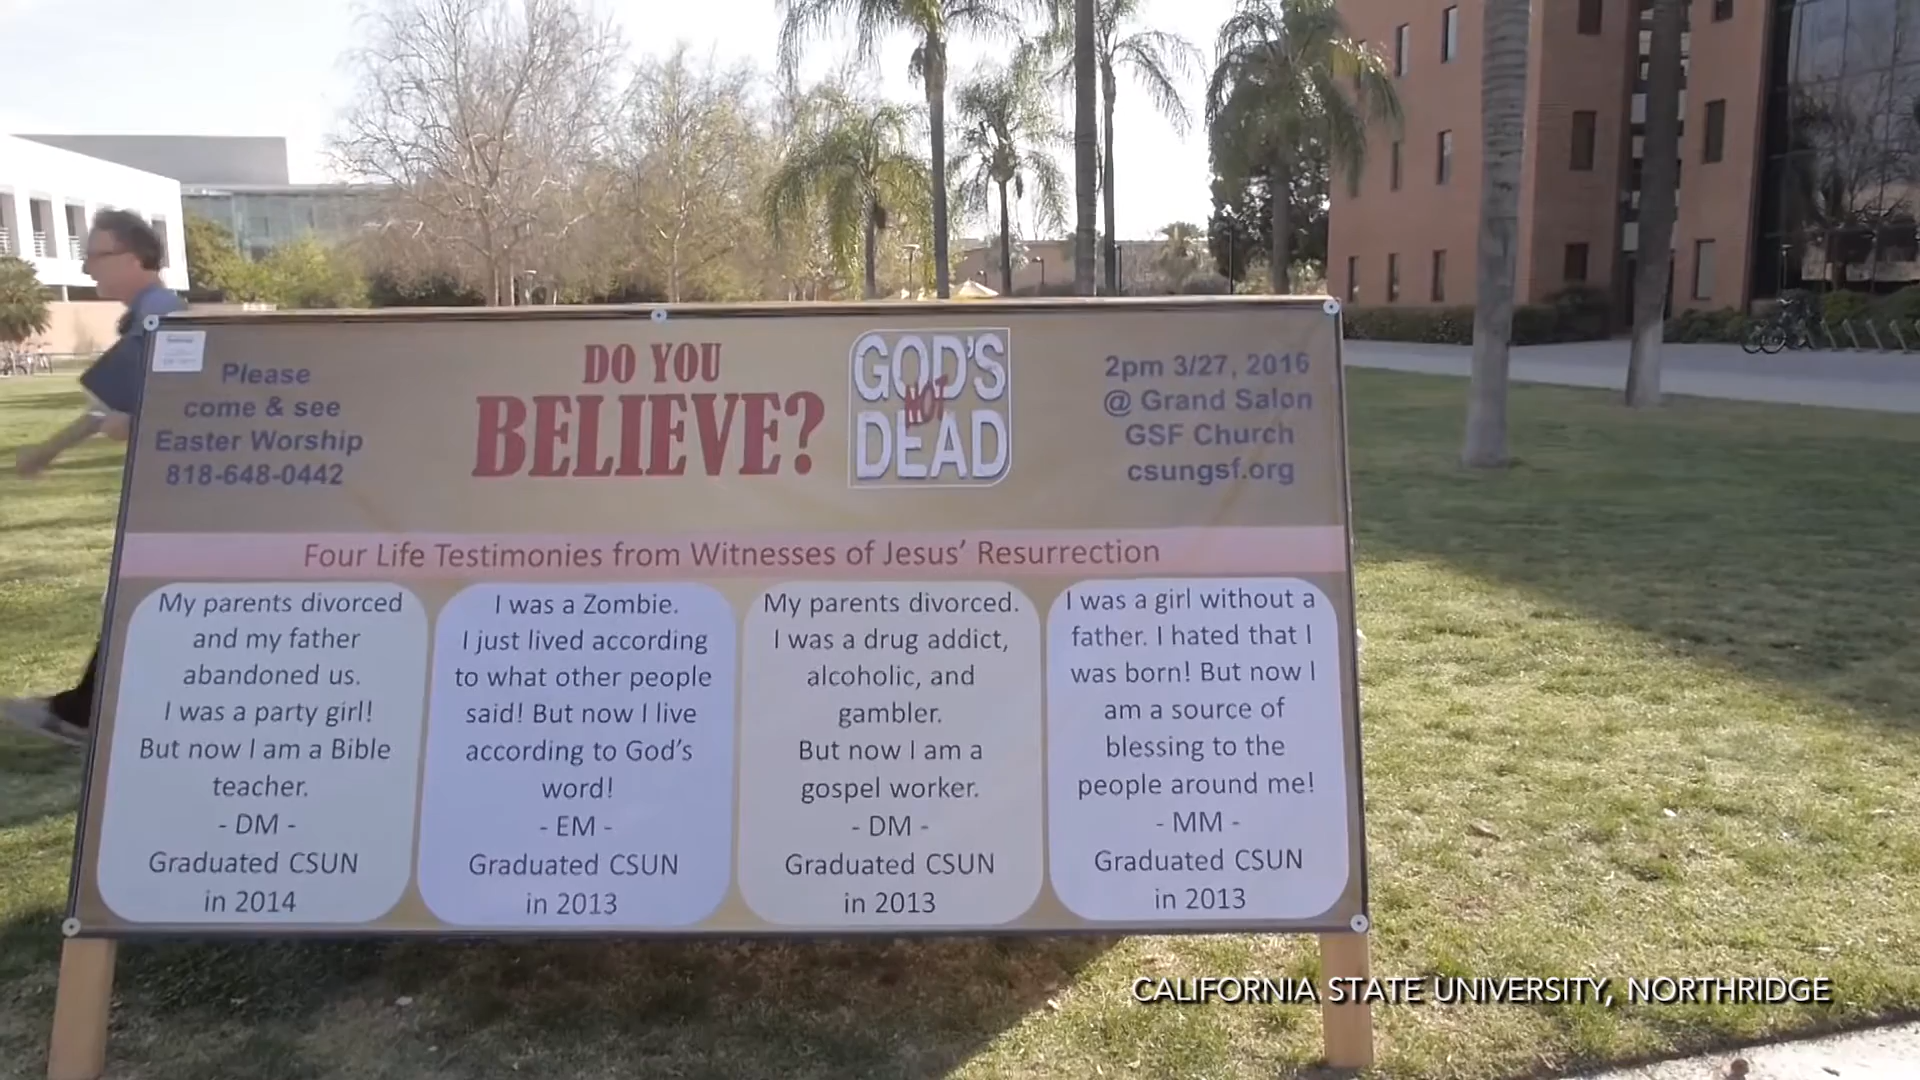 Please
come & see
Easter Worship
818-648-0442
DO YOU
BELIEVE?
GOD'S
NOT
DEAD
2pm 3/27, 2016
@ Grand Salon
GSF Church
csungsf.org
Four Life Testimonies from Witnesses of Jesus' Resurrection
My parents divorced
and my father
abandoned us.
I was a party girl!
But now I am a Bible
teacher.
- DM -
Graduated CSUN
in 2014
I was a Zombie.
I just lived according
to what other people
said! But now I live
according to God's
word!
- EM -
Graduated CSUN
in 2013
My parents divorced.
I was a drug addict,
alcoholic, and
gambler.
But now I am a
gospel worker.
- DM -
Graduated CSUN
in 2013
I was a girl without a
father. I hated that I
was born! But now I
am a source of
blessing to the
people around me!
- MM -
Graduated CSUN
in 2013
CALIFORNIA STATE UNIVERSITY, NORTHRIDGE